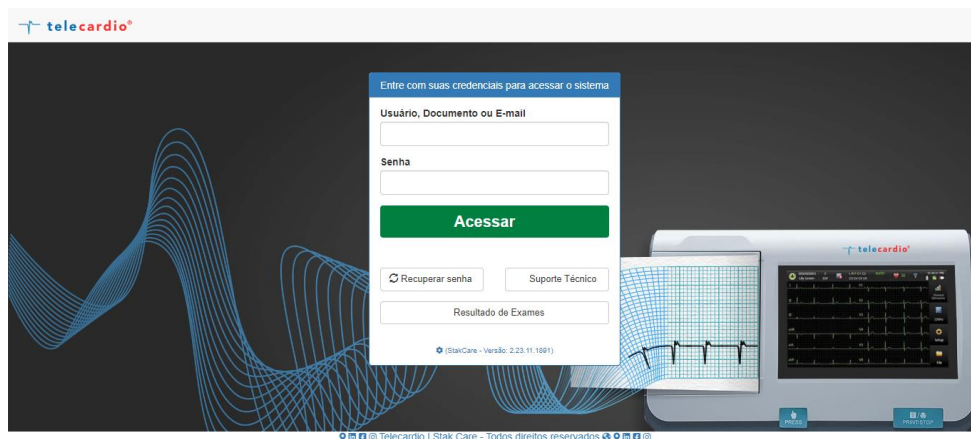 telecardio®
Entre com suas credenciais para acessar o sistema
Usuário, Documento ou E-mail
Senha
Acessar
Recuperar senha
Suporte Técnico
Resultado de Exames
(StakCare - Versão: 2.23.11.1891)
telecardio®
PRESS
PRINT/STOP
Telecardio | Stak Care - Todos direitos reservados